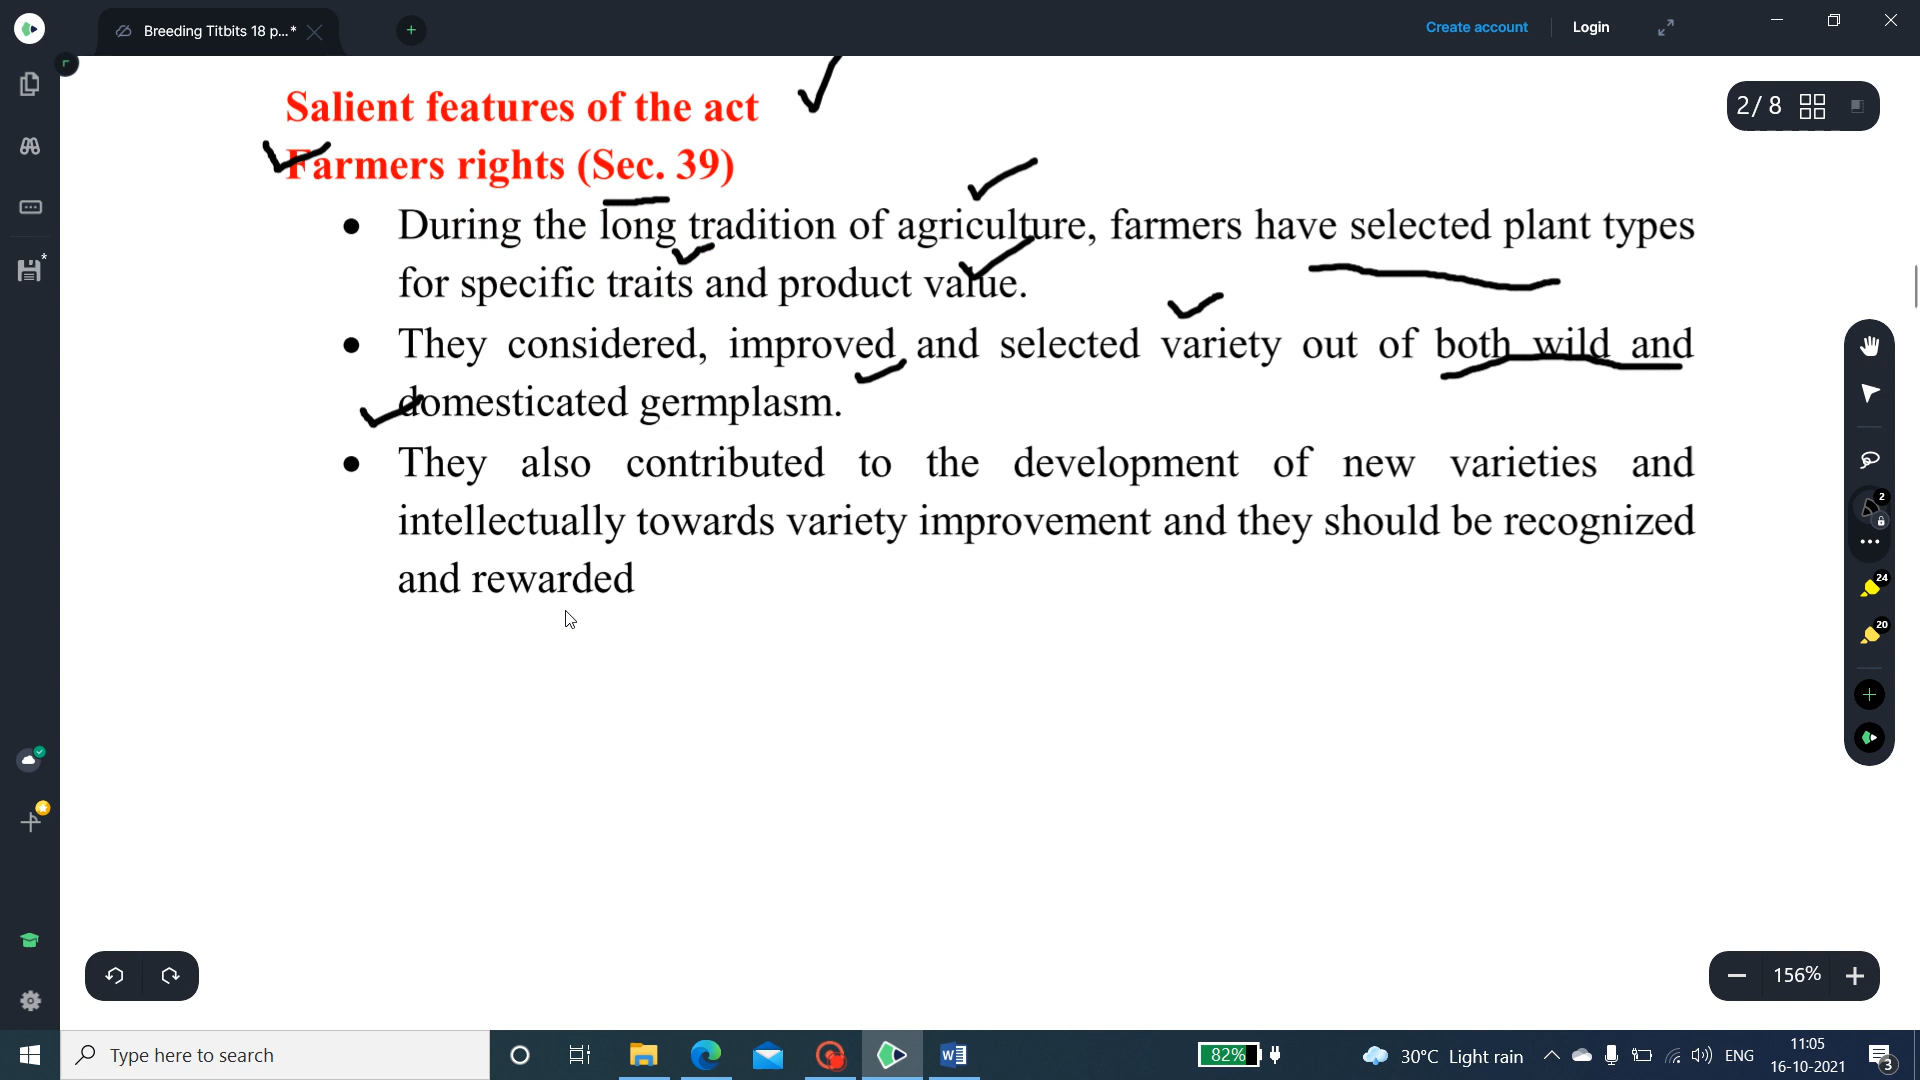 Breeding Titbits 18 p...*
Create account
Login
2/ 8
Salient features of the act
Farmers rights (Sec. 39)
• During the long tradition of agriculture, farmers have selected plant types
for specific traits and product value.
• They considered, improved and selected variety out of both wild and
domesticated germplasm.
• They also contributed to the development of new varieties and
intellectually towards variety improvement and they should be recognized
and rewarded
2
24
20
156%
Type here to search
82%
30°C Light rain
ENG
11:05
16-10-2021
3